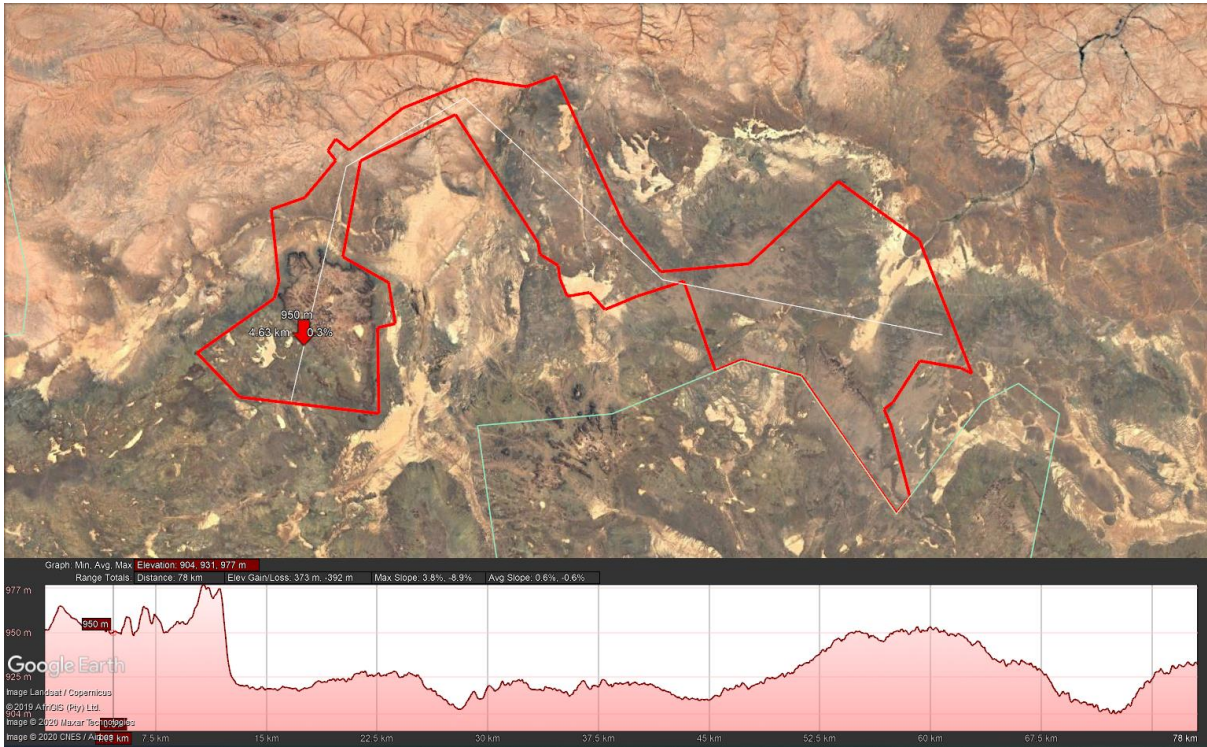 950 m
4.63 km 0.3%
Graph: Min, Avg, Max Elevation: 904, 931, 977 m
Range Totals: Distance: 78 km Elev Gain/Loss: 373 m, -392 m Max Slope: 3.8%, -8.9% Avg Slope: 0.6%, -0.6%
977 m
950 m
950 m
Google Earth
925 m
Image Landsat / Copernicus
© 2019 AfriGIS (Pty) Ltd.
904 m
Image © 2020 Maxar Technologies
Image © 2020 CNES / Airbus
7.5 km 15 km 22.5 km 30 km 37.5 km 45 km 52.5 km 60 km 67.5 km 78 km